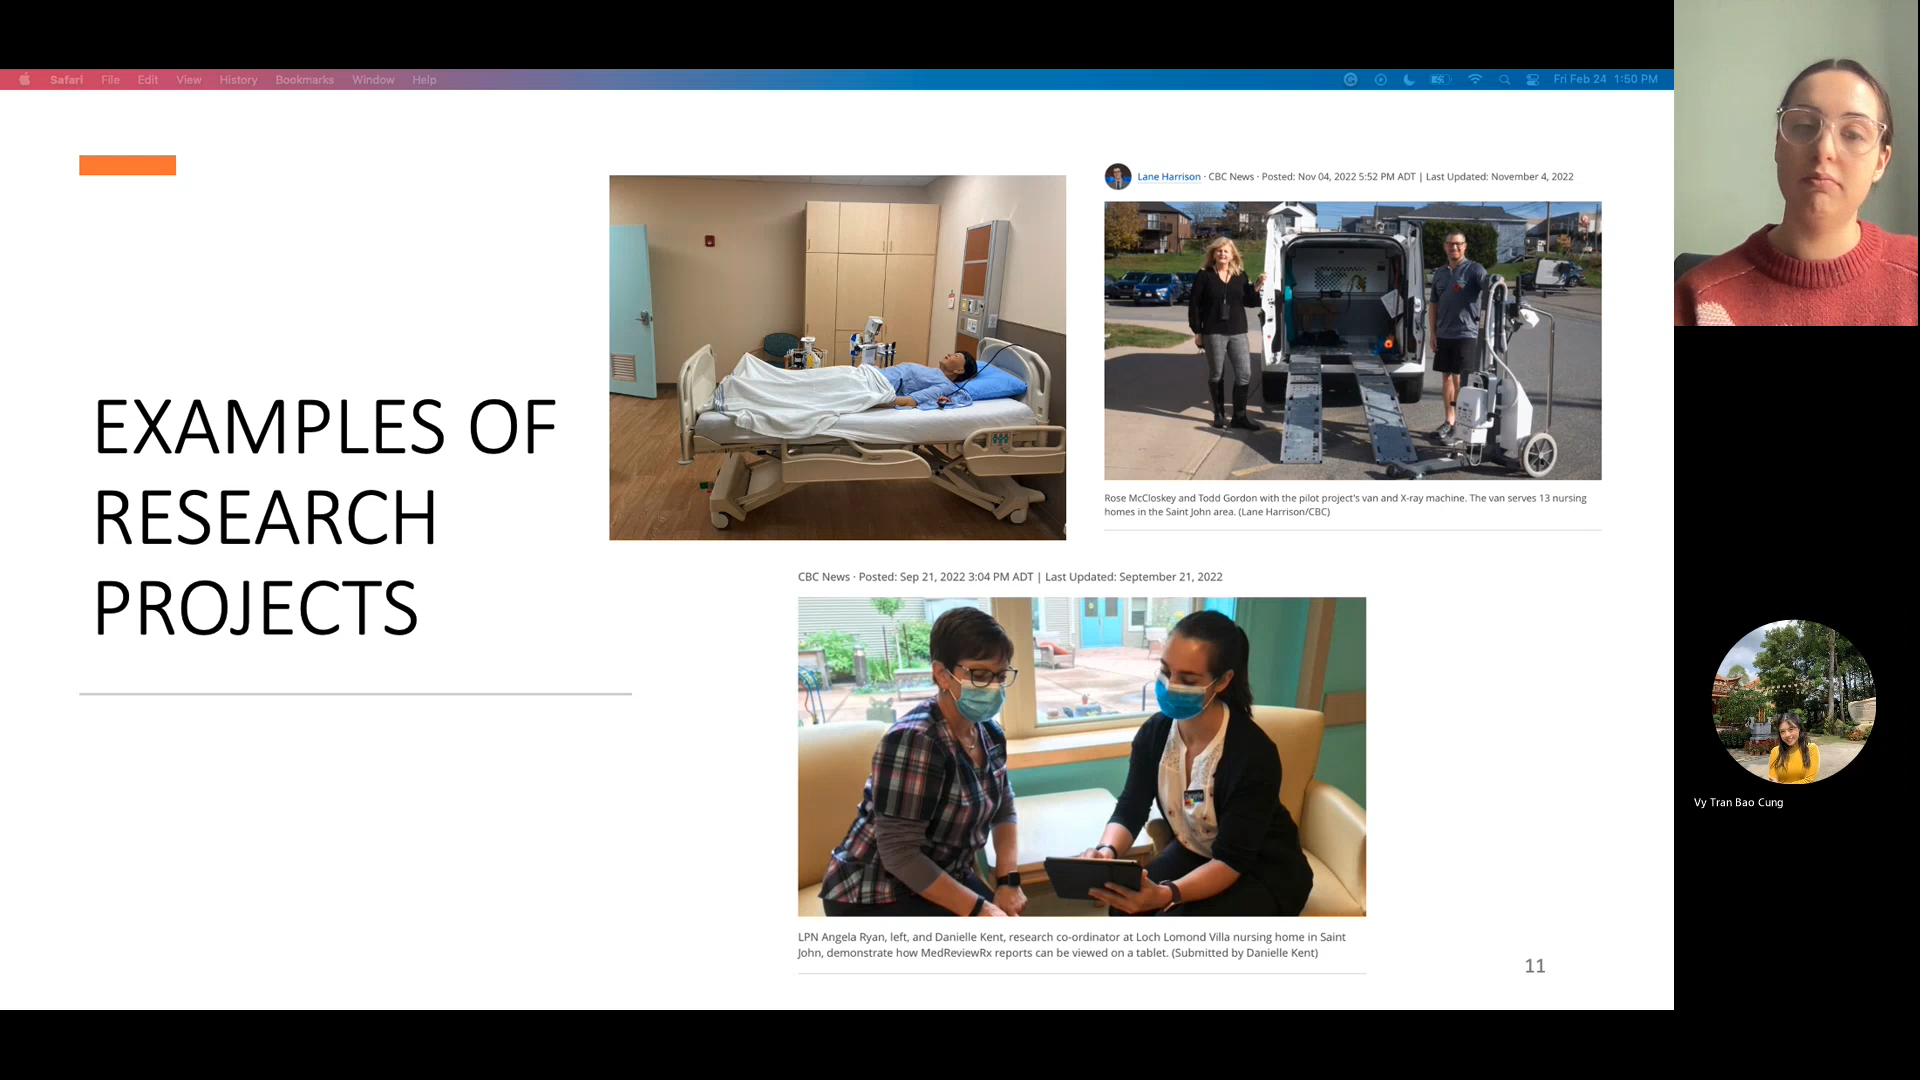 Safari File Edit View History Bookmarks Window Help
Fri Feb 24 1:50 PM
EXAMPLES OF
RESEARCH
PROJECTS
Lane Harrison · CBC News · Posted: Nov 04, 2022 5:52 PM ADT | Last Updated: November 4, 2022
Rose McCloskey and Todd Gordon with the pilot project's van and X-ray machine. The van serves 13 nursing
homes in the Saint John area. (Lane Harrison/CBC)
CBC News · Posted: Sep 21, 2022 3:04 PM ADT | Last Updated: September 21, 2022
LPN Angela Ryan, left, and Danielle Kent, research co-ordinator at Loch Lomond Villa nursing home in Saint
John, demonstrate how MedReviewRx reports can be viewed on a tablet. (Submitted by Danielle Kent)
11
Vy Tran Bao Cung